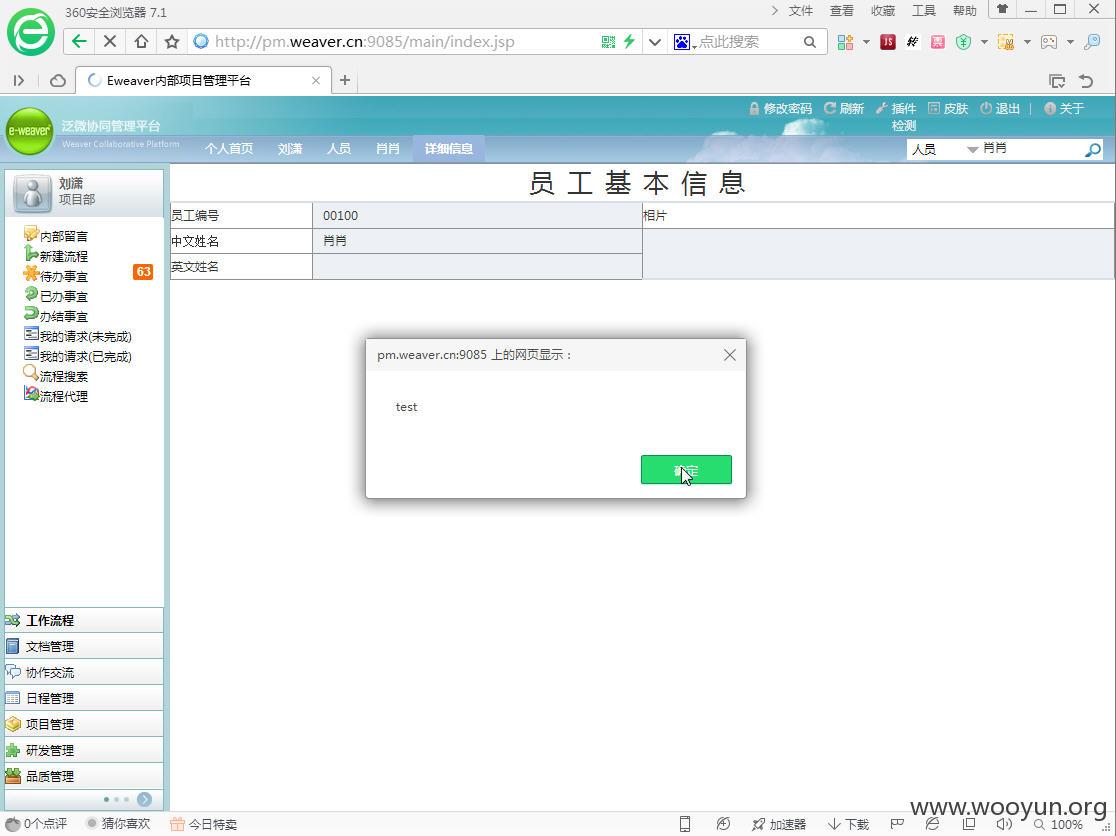 360安全浏览器 7.1
文件 查看 收藏 工具 帮助
http://pm.weaver.cn:9085/main/index.jsp
点此搜索
Eweaver内部项目管理平台
e-weaver
泛微协同管理平台
Weaver Collaborative Platform
修改密码 刷新 插件检测 皮肤 退出 | 关于
个人首页 刘潇 人员 肖肖 详细信息
人员 肖肖
刘潇
项目部
内部留言
新建流程
待办事宜 63
已办事宜
办结事宜
我的请求(未完成)
我的请求(已完成)
流程搜索
流程代理
工作流程
文档管理
协作交流
日程管理
项目管理
研发管理
品质管理
员工基本信息
员工编号 00100 相片
中文姓名 肖肖
英文姓名
pm.weaver.cn:9085 上的网页显示：
test
确定
www.wooyun.org
0个点评 猜你喜欢 今日特卖 加速器 下载 100%